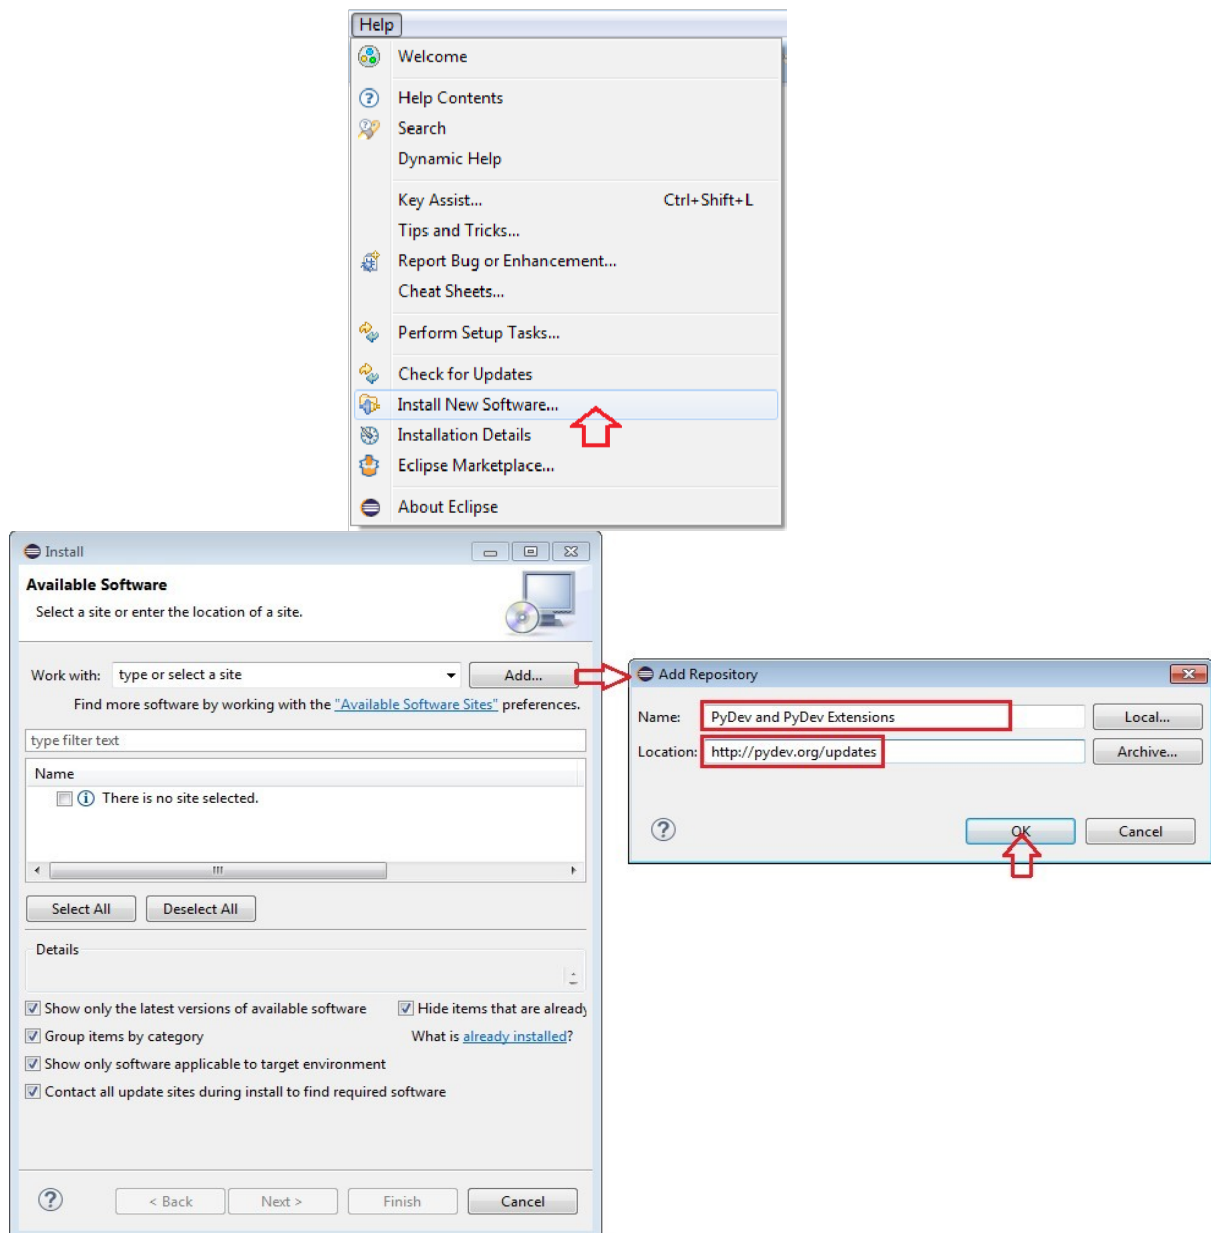 Help
Welcome
Help Contents
Search
Dynamic Help
Key Assist... Ctrl+Shift+L
Tips and Tricks...
Report Bug or Enhancement...
Cheat Sheets...
Perform Setup Tasks...
Check for Updates
Install New Software...
Installation Details
Eclipse Marketplace...
About Eclipse
Install
Available Software
Select a site or enter the location of a site.
Work with: type or select a site Add...
Find more software by working with the "Available Software Sites" preferences.
type filter text
Name
There is no site selected.
Select All Deselect All
Details
Show only the latest versions of available software Hide items that are already
Group items by category What is already installed?
Show only software applicable to target environment
Contact all update sites during install to find required software
< Back Next > Finish Cancel
Add Repository
Name: PyDev and PyDev Extensions Local...
Location: http://pydev.org/updates Archive...
OK Cancel